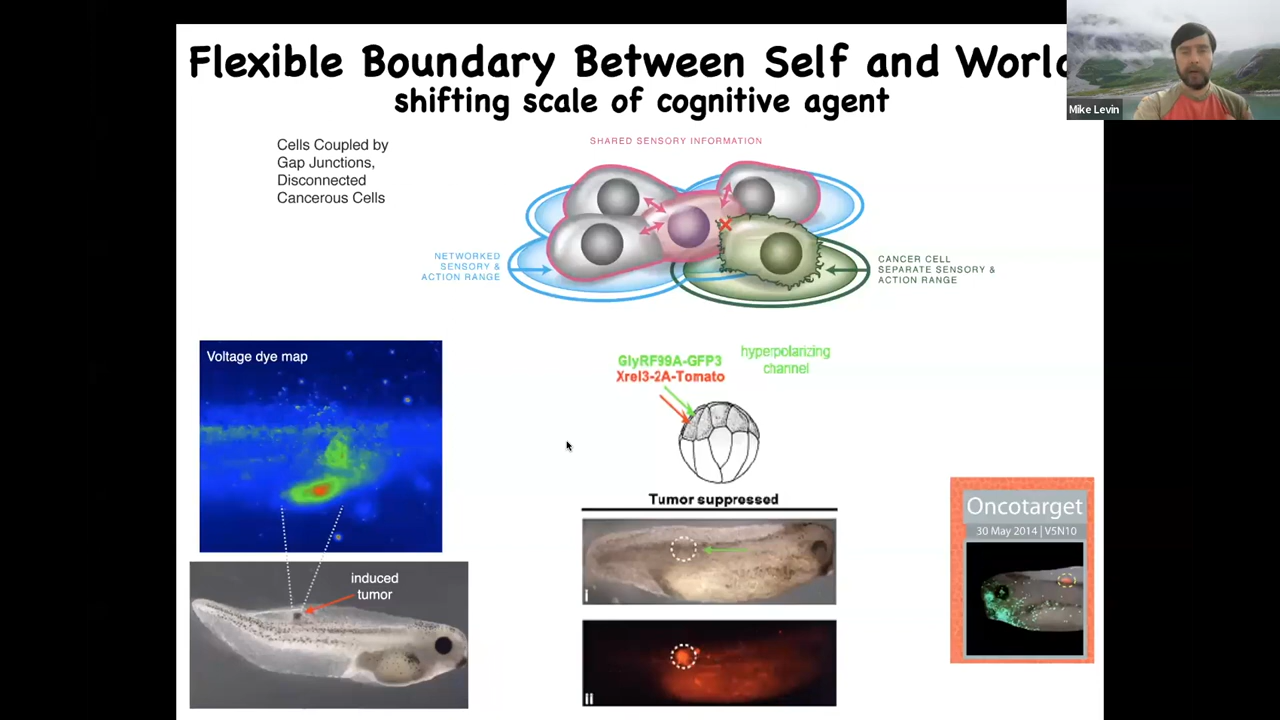 Flexible Boundary Between Self and World
shifting scale of cognitive agent
Mike Levin
Cells Coupled by
Gap Junctions,
Disconnected
Cancerous Cells
SHARED SENSORY INFORMATION
NETWORKED
SENSORY &
ACTION RANGE
CANCER CELL
SEPARATE SENSORY &
ACTION RANGE
Voltage dye map
induced
tumor
GlyRF99A-GFP3
Xrel3-2A-Tomato
hyperpolarizing
channel
Tumor suppressed
i
ii
Oncotarget
30 May 2014 | V5N10